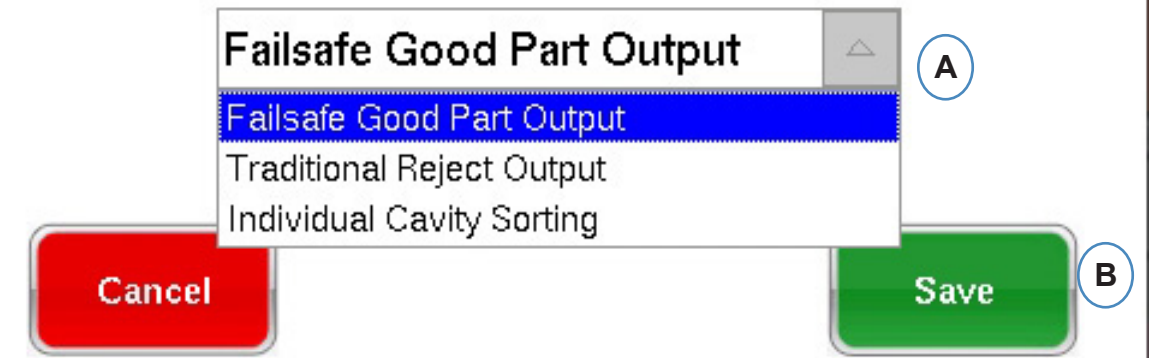 Failsafe Good Part Output
A
Failsafe Good Part Output
Traditional Reject Output
Individual Cavity Sorting
Cancel
Save
B